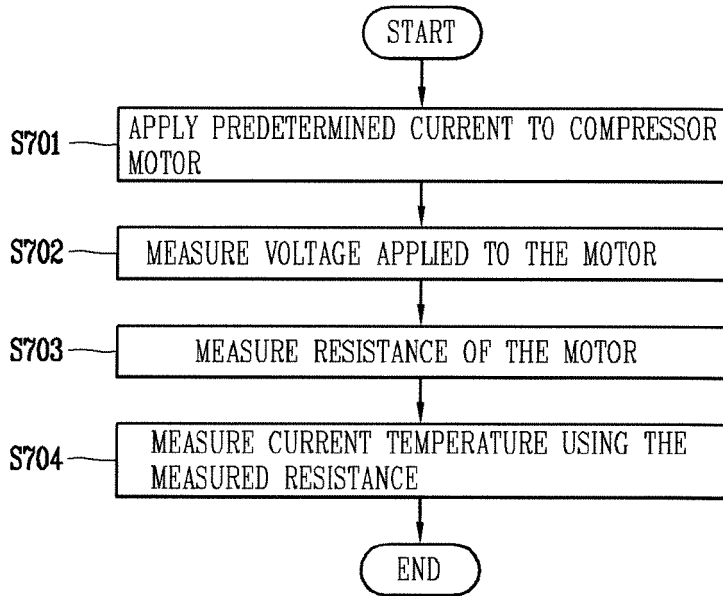 START
S701
APPLY PREDETERMINED CURRENT TO COMPRESSOR
MOTOR
S702
MEASURE VOLTAGE APPLIED TO THE MOTOR
S703
MEASURE RESISTANCE OF THE MOTOR
S704
MEASURE CURRENT TEMPERATURE USING THE
MEASURED RESISTANCE
END